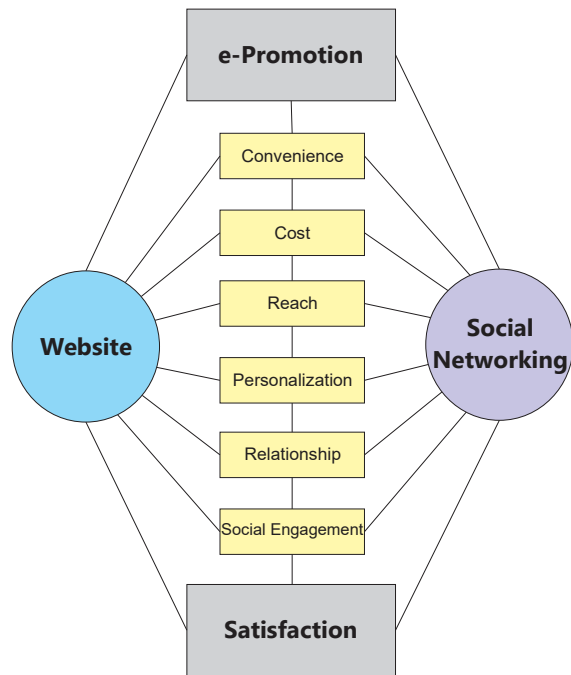 e-Promotion
Convenience
Cost
Reach
Website
Social
Networking
Personalization
Relationship
Social Engagement
Satisfaction